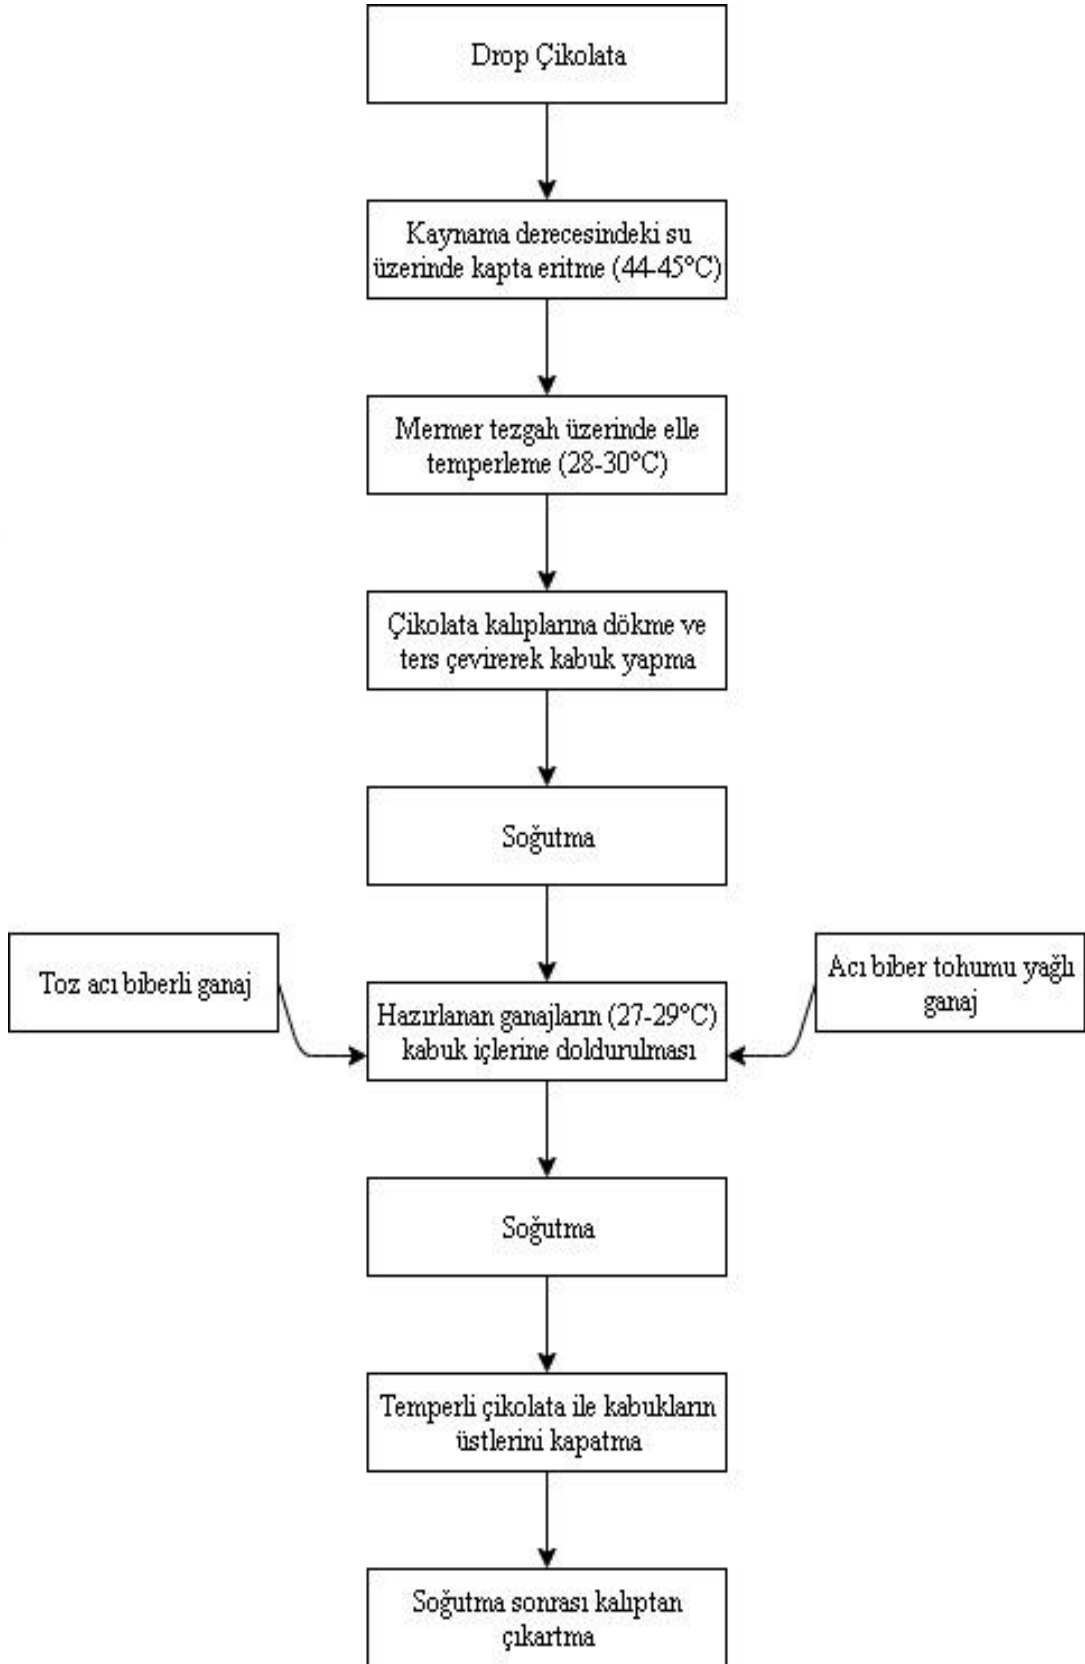 Drop Çikolata
Kaynama derecesindeki su
üzerinde kapta eritme (44-45°C)
Mermer tezgah üzerinde elle
temperleme (28-30°C)
Çikolata kalıplarına dökme ve
ters çevirerek kabuk yapma
Soğutma
Toz acı biberli ganaj
Hazırlanan ganajların (27-29°C)
kabuk içlerine doldurulması
Acı biber tohumu yağlı
ganaj
Soğutma
Temperli çikolata ile kabukların
üstlerini kapatma
Soğutma sonrası kalıptan
çıkartma